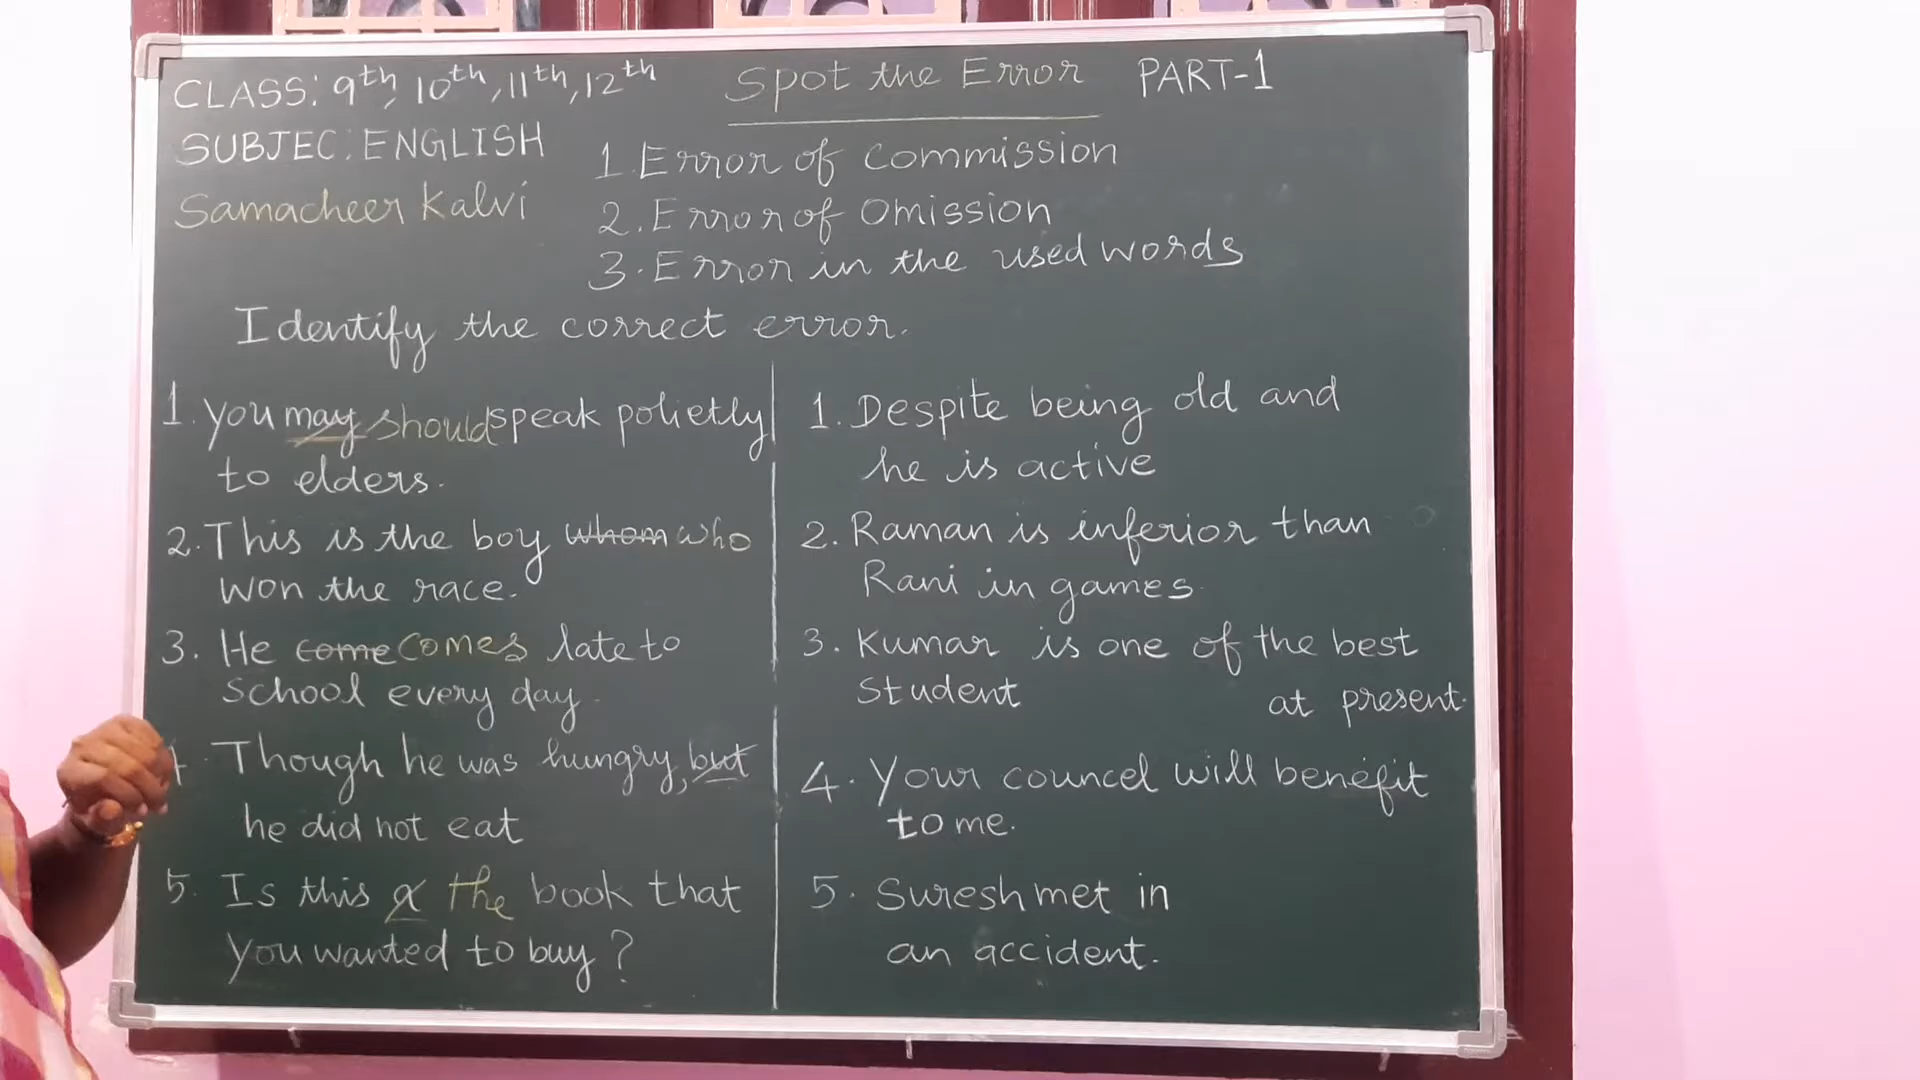 CLASS: 9th, 10th, 11th, 12th
Spot the Error PART-1
SUBJEC: ENGLISH
Samacheer Kalvi
1. Error of Commission
2. Error of Omission
3. Error in the used words
Identify the correct error.
1. You may should speak polietly
to elders.
2. This is the boy whom who
won the race.
3. He come comes late to
school every day.
4. Though he was hungry, but
he did not eat
5. Is this a the book that
you wanted to buy?
1. Despite being old and
he is active
2. Raman is inferior than
Rani in games.
3. Kumar is one of the best
student at present.
4. Your councel will benefit
to me.
5. Suresh met in
an accident.